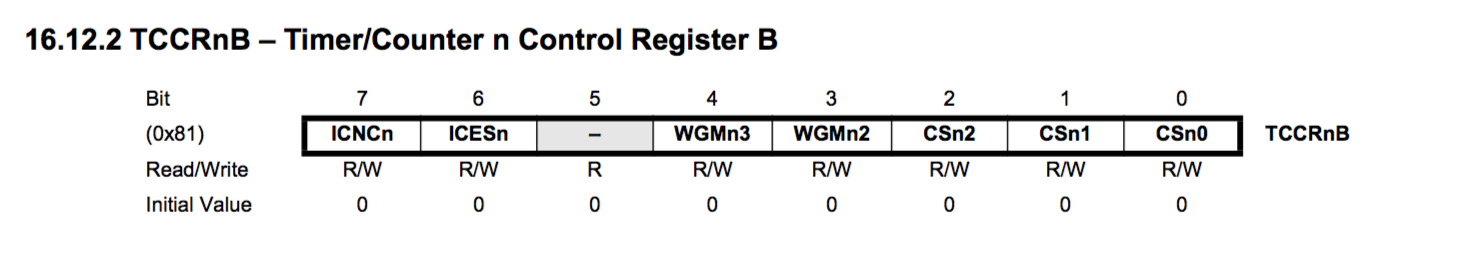 16.12.2 TCCRnB – Timer/Counter n Control Register B
Bit 7 6 5 4 3 2 1 0
(0x81) ICNCn ICESn – WGMn3 WGMn2 CSn2 CSn1 CSn0 TCCRnB
Read/Write R/W R/W R R/W R/W R/W R/W R/W
Initial Value 0 0 0 0 0 0 0 0